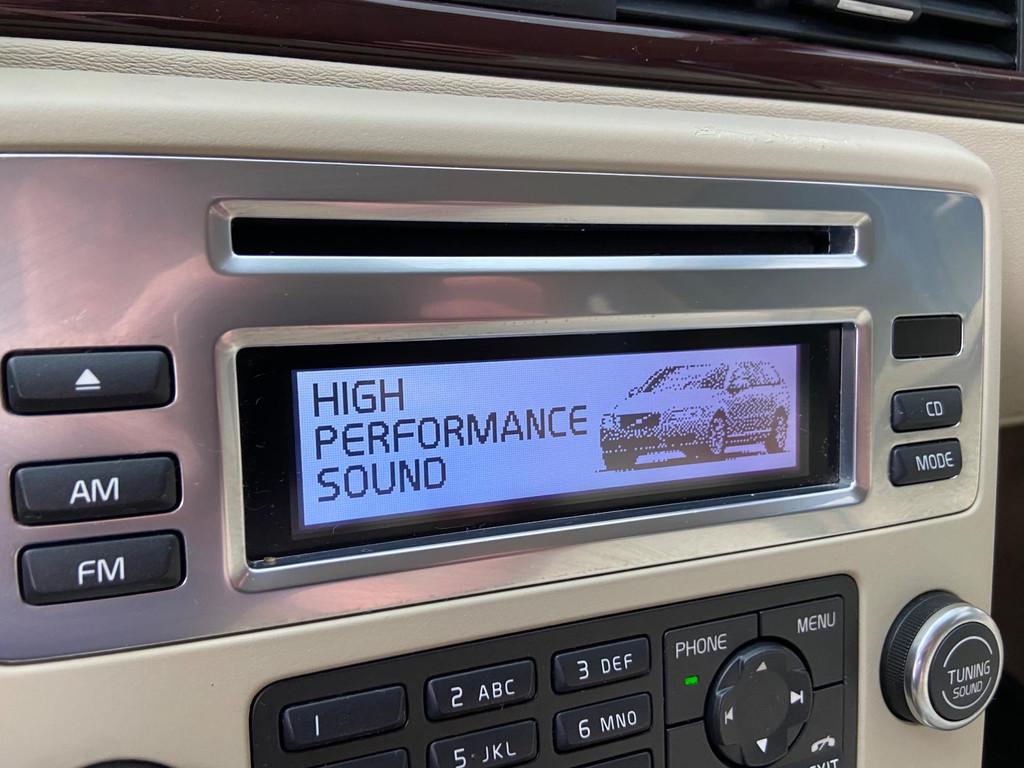 HIGH
PERFORMANCE
SOUND
CD
MODE
AM
FM
PHONE
MENU
1
2 ABC
3 DEF
5·JKL
6 MNO
EXIT
TUNING
SOUND